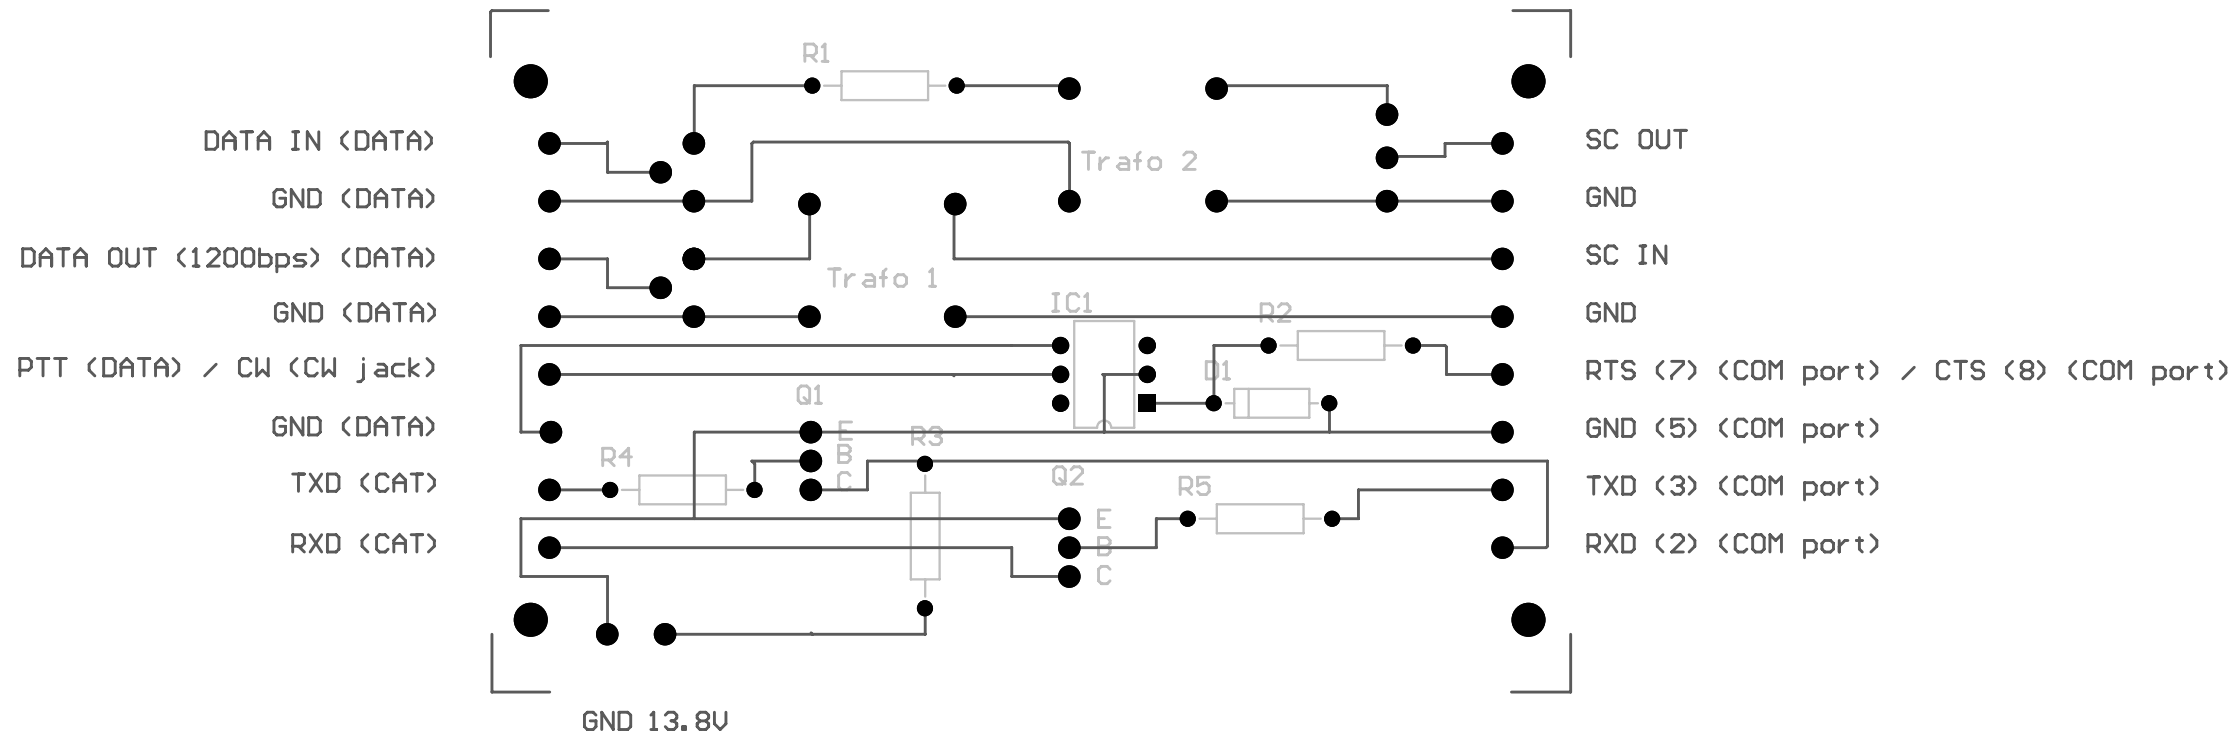 R1
DATA IN (DATA)
SC OUT
Trafo 2
GND (DATA)
GND
DATA OUT (1200bps) (DATA)
SC IN
Trafo 1
IC1
GND (DATA)
R2
GND
PTT (DATA) / CW (CW jack)
D1
RTS (7) (COM port) / CTS (8) (COM port)
Q1
GND (DATA)
E
R3
GND (5) (COM port)
R4
B
Q2
TXD (CAT)
C
R5
TXD (3) (COM port)
E
RXD (CAT)
B
RXD (2) (COM port)
C
GND 13.8V